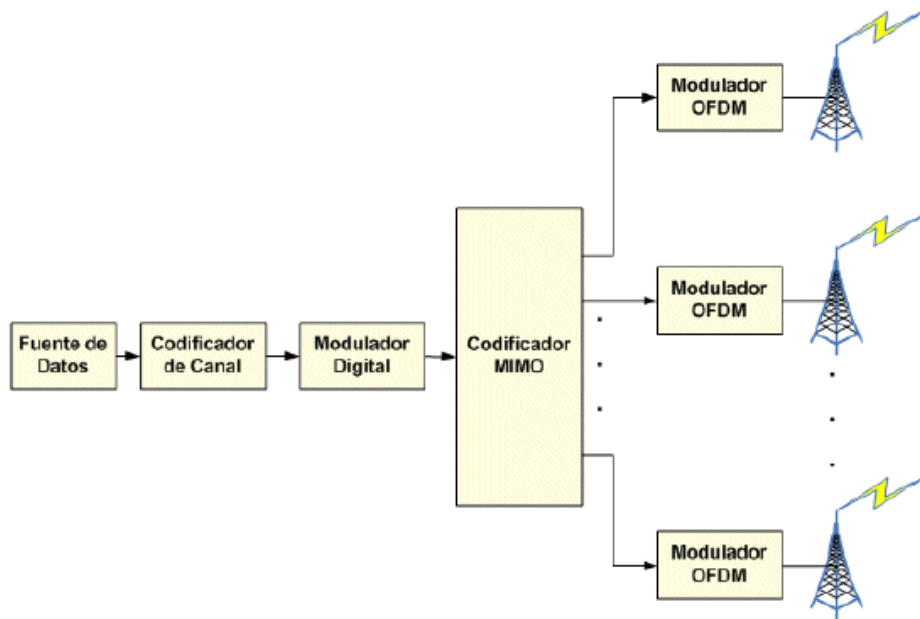 Fuente de
Datos
Codificador
de Canal
Modulador
Digital
Codificador
MIMO
Modulador
OFDM
Modulador
OFDM
Modulador
OFDM